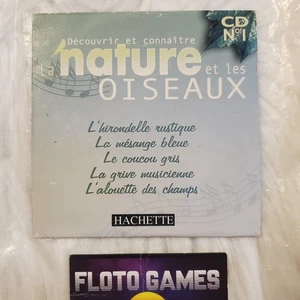 Découvrir et connaître
CD
N°1
la nature et les
OISEAUX
L'hirondelle rustique
La mésange bleue
Le coucou gris
La grive musicienne
L'alouette des champs
HACHETTE
FLOTO GAMES